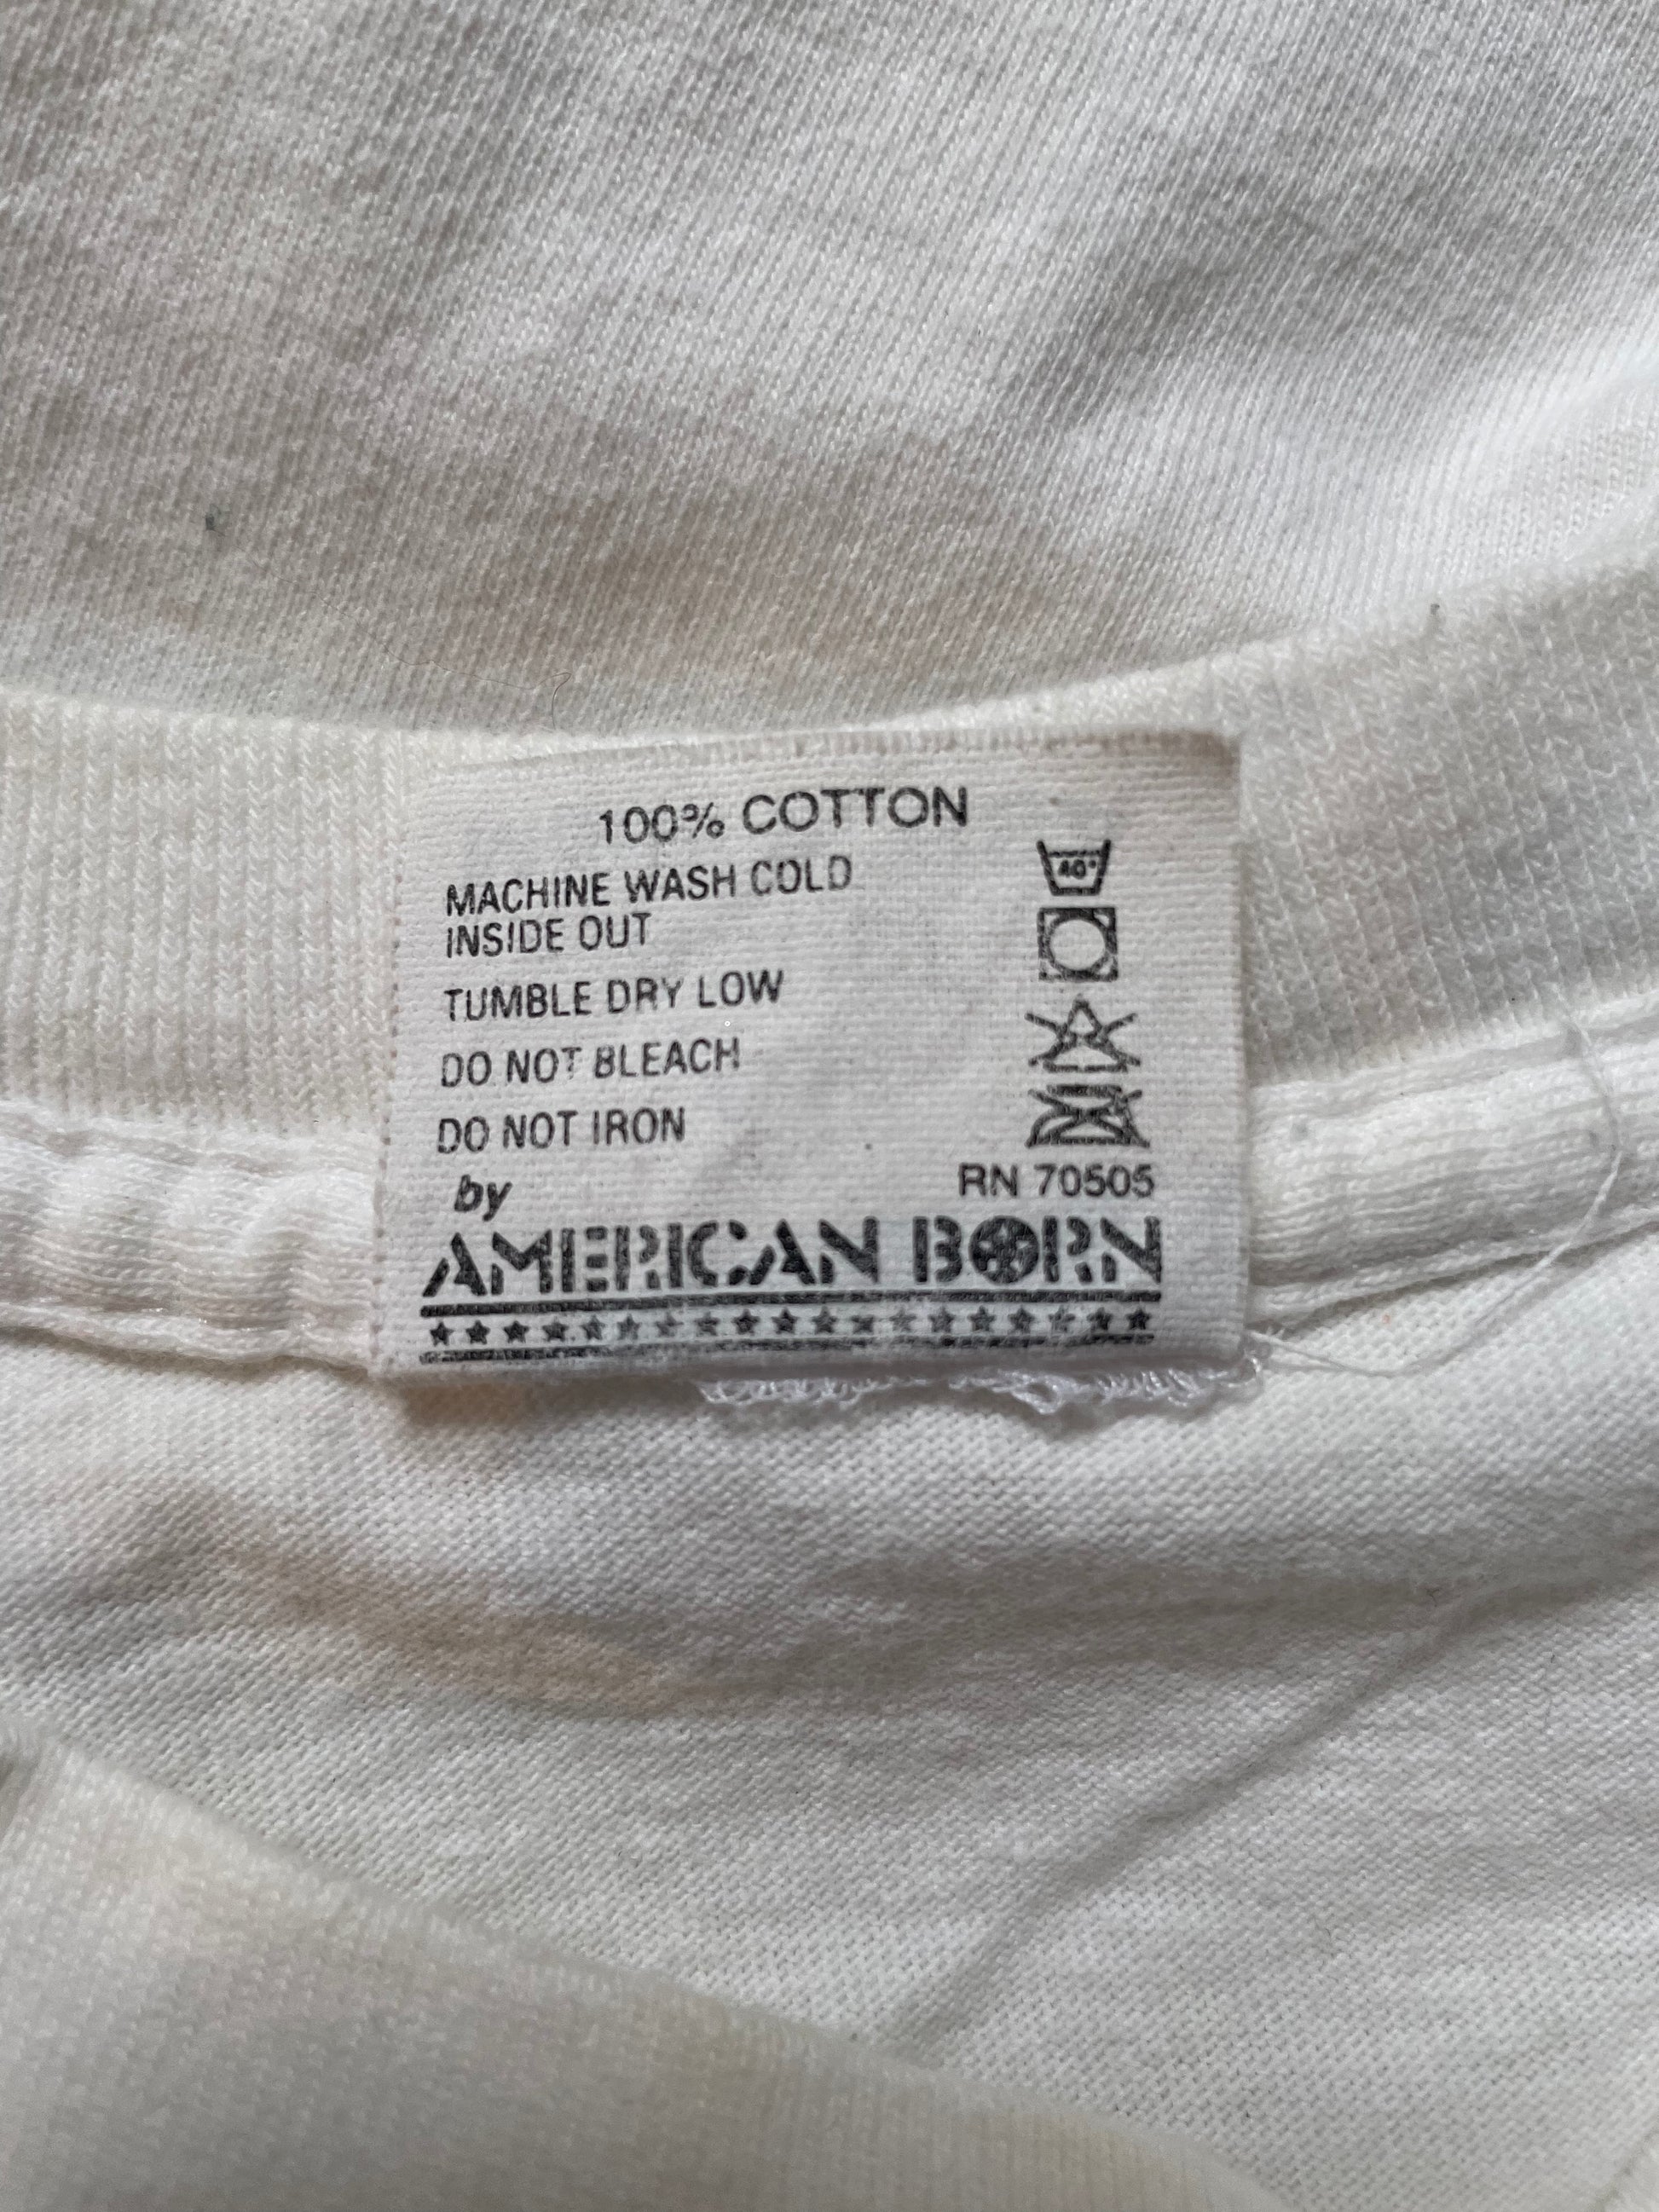 100% COTTON
MACHINE WASH COLD
INSIDE OUT
40°
TUMBLE DRY LOW
DO NOT BLEACH
DO NOT IRON
by
RN 70505
AMERICAN BORN